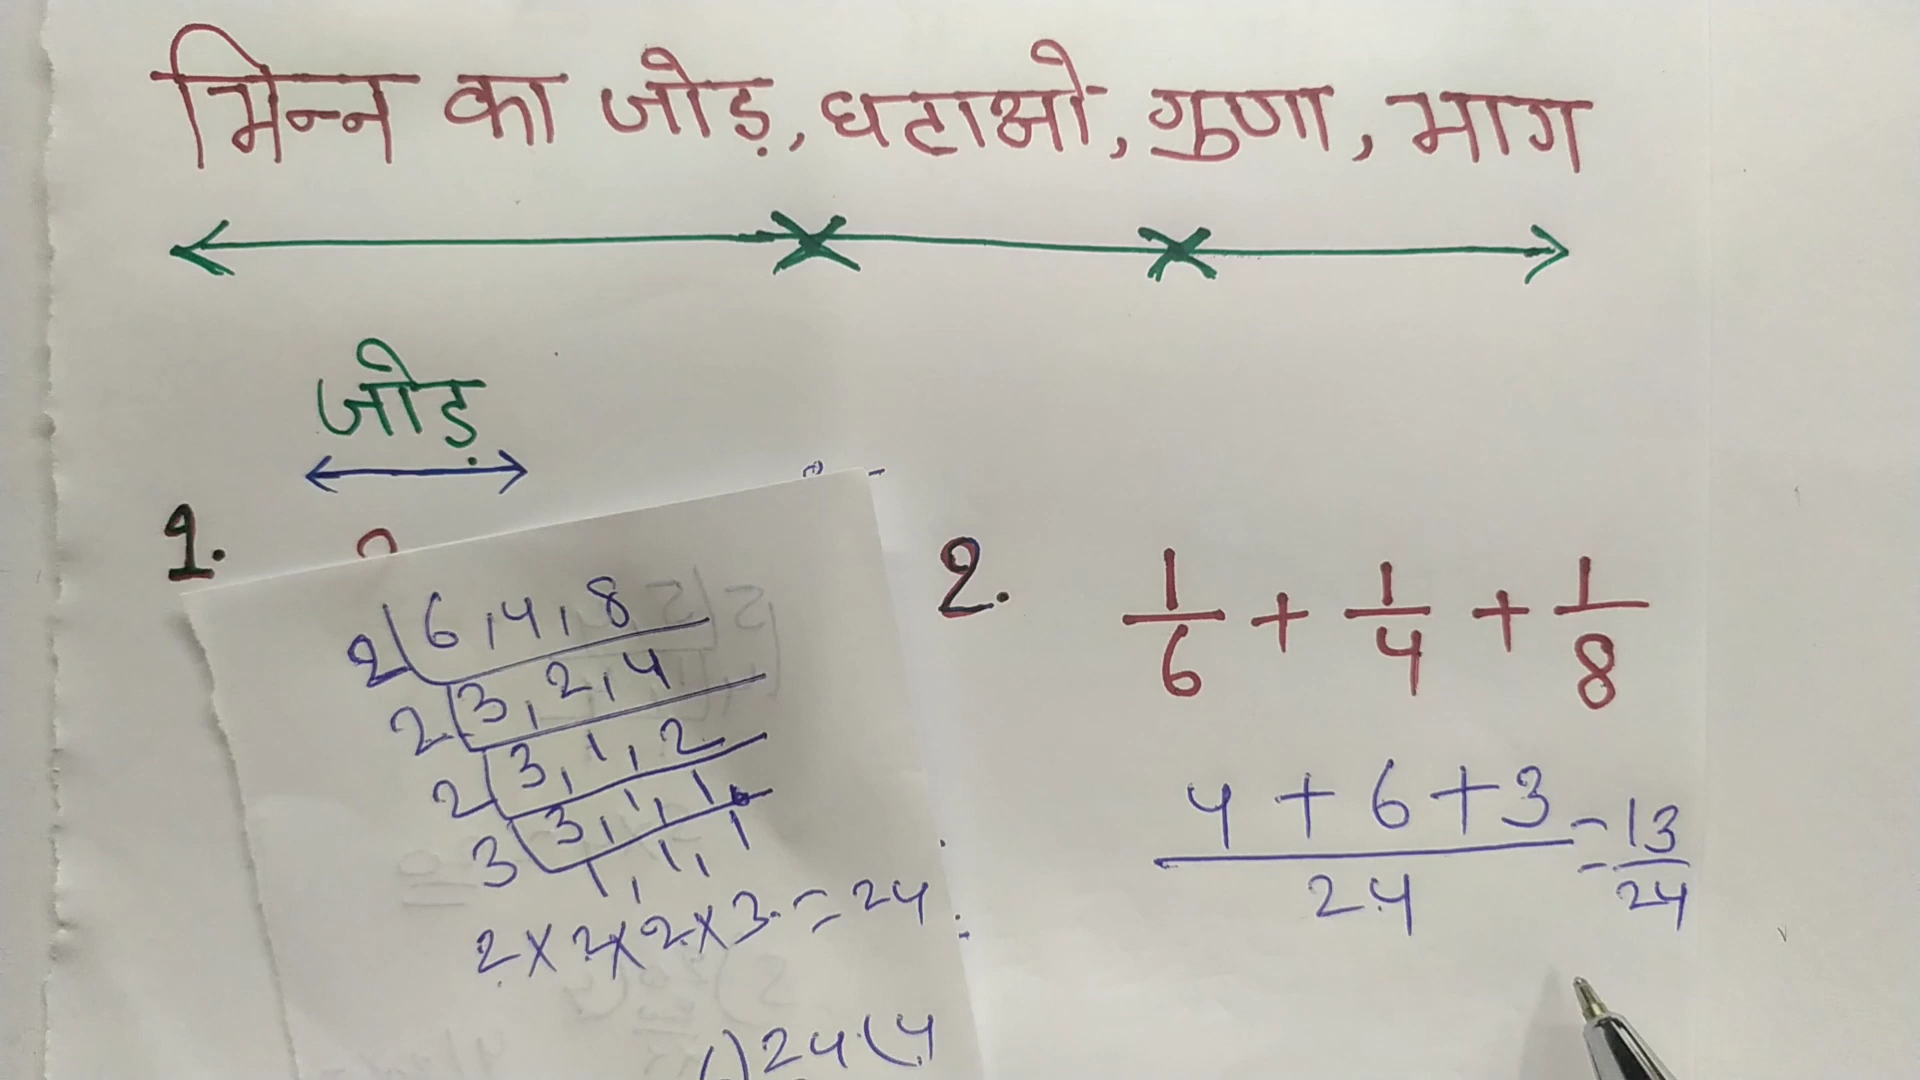 भिन्न का जोड़, घटाओ, गुणा, भाग
जोड़
1.
2 6, 4, 8
2 3, 2, 4
2 3, 1, 2
3 3, 1, 1
1, 1, 1
2 x 2 x 2 x 3 = 24
) 24 ( 4
2.
1/6 + 1/4 + 1/8
4 + 6 + 3 / 24 = 13/24